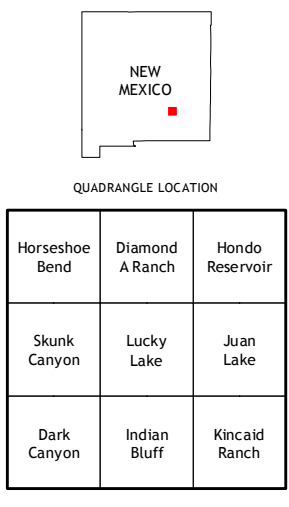 NEW
MEXICO
QUADRANGLE LOCATION
Horseshoe
Bend
Diamond
A Ranch
Hondo
Reservoir
Skunk
Canyon
Lucky
Lake
Juan
Lake
Dark
Canyon
Indian
Bluff
Kincaid
Ranch